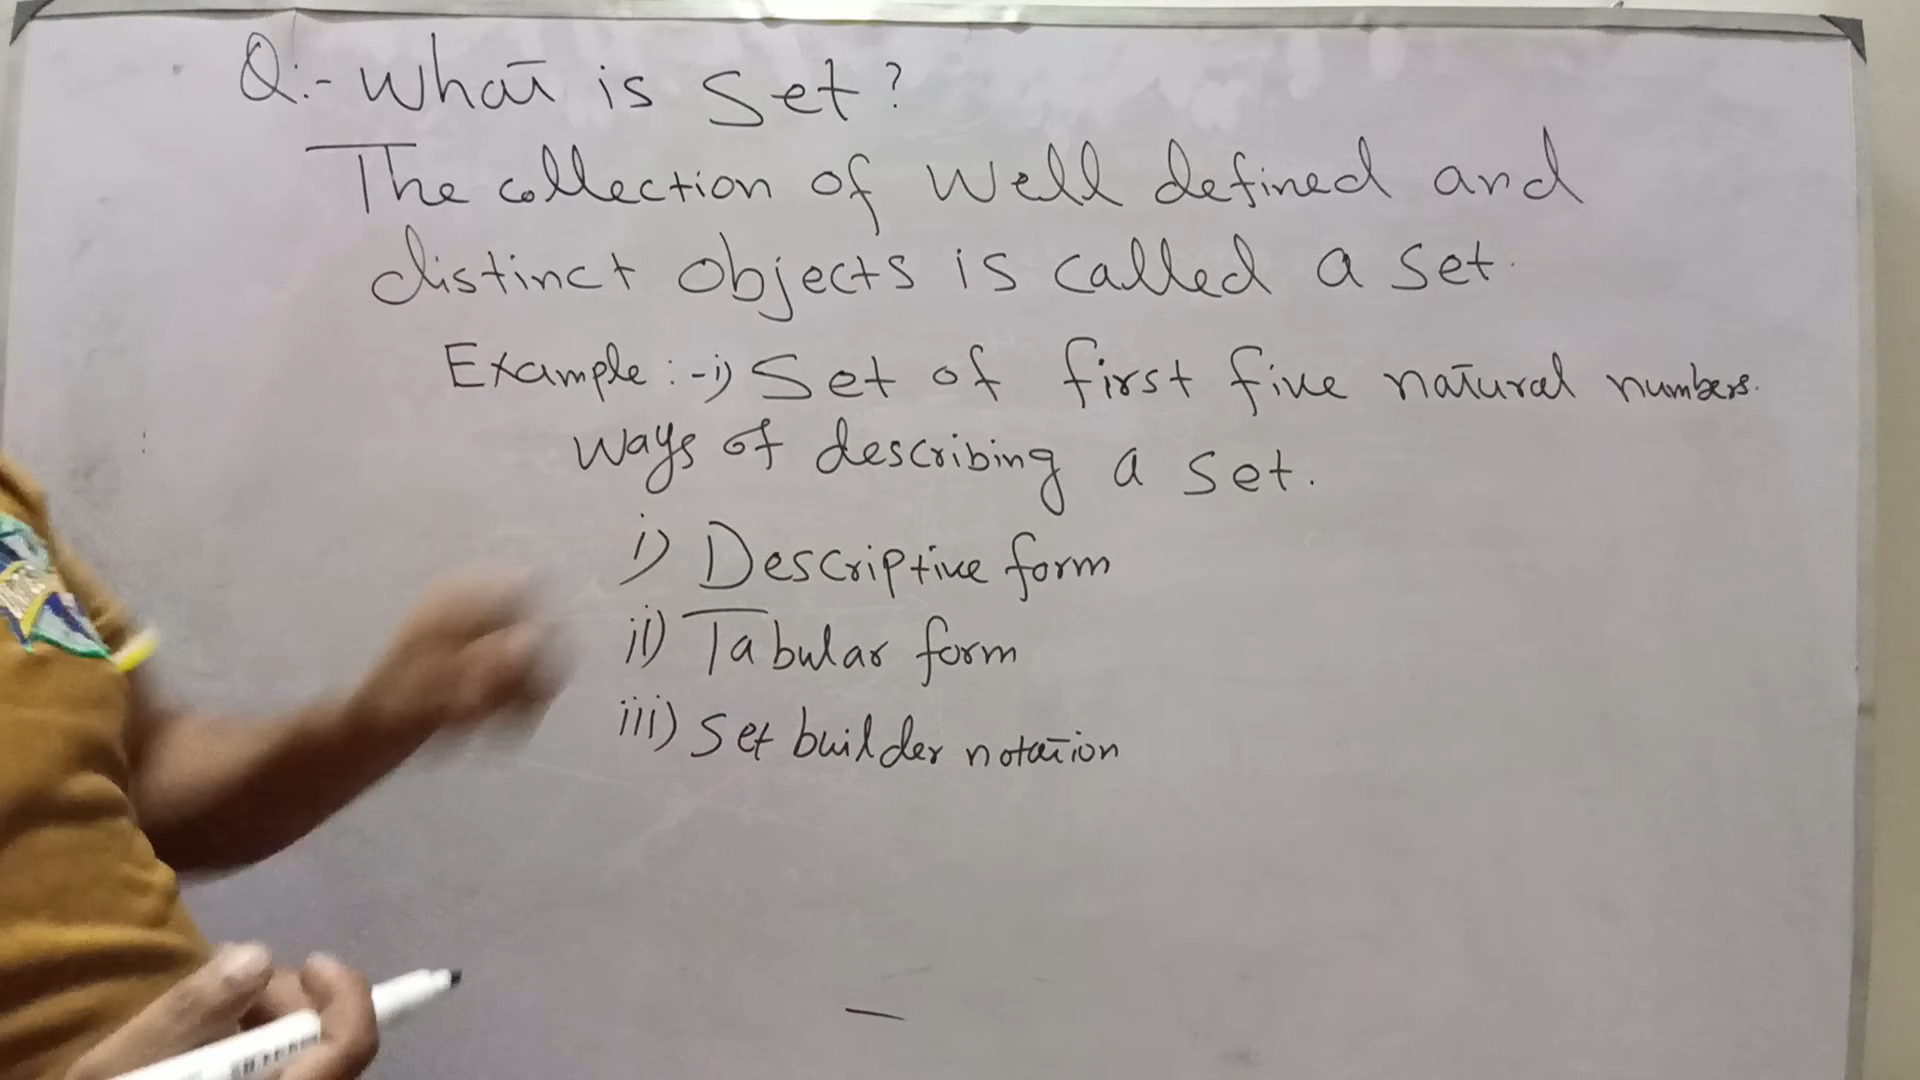 Q:- What is Set?
The collection of Well defined and
distinct objects is called a set.
Example:- i) Set of first five natural numbers.
Ways of describing a set.
i) Descriptive form
ii) Tabular form
iii) Set builder notation